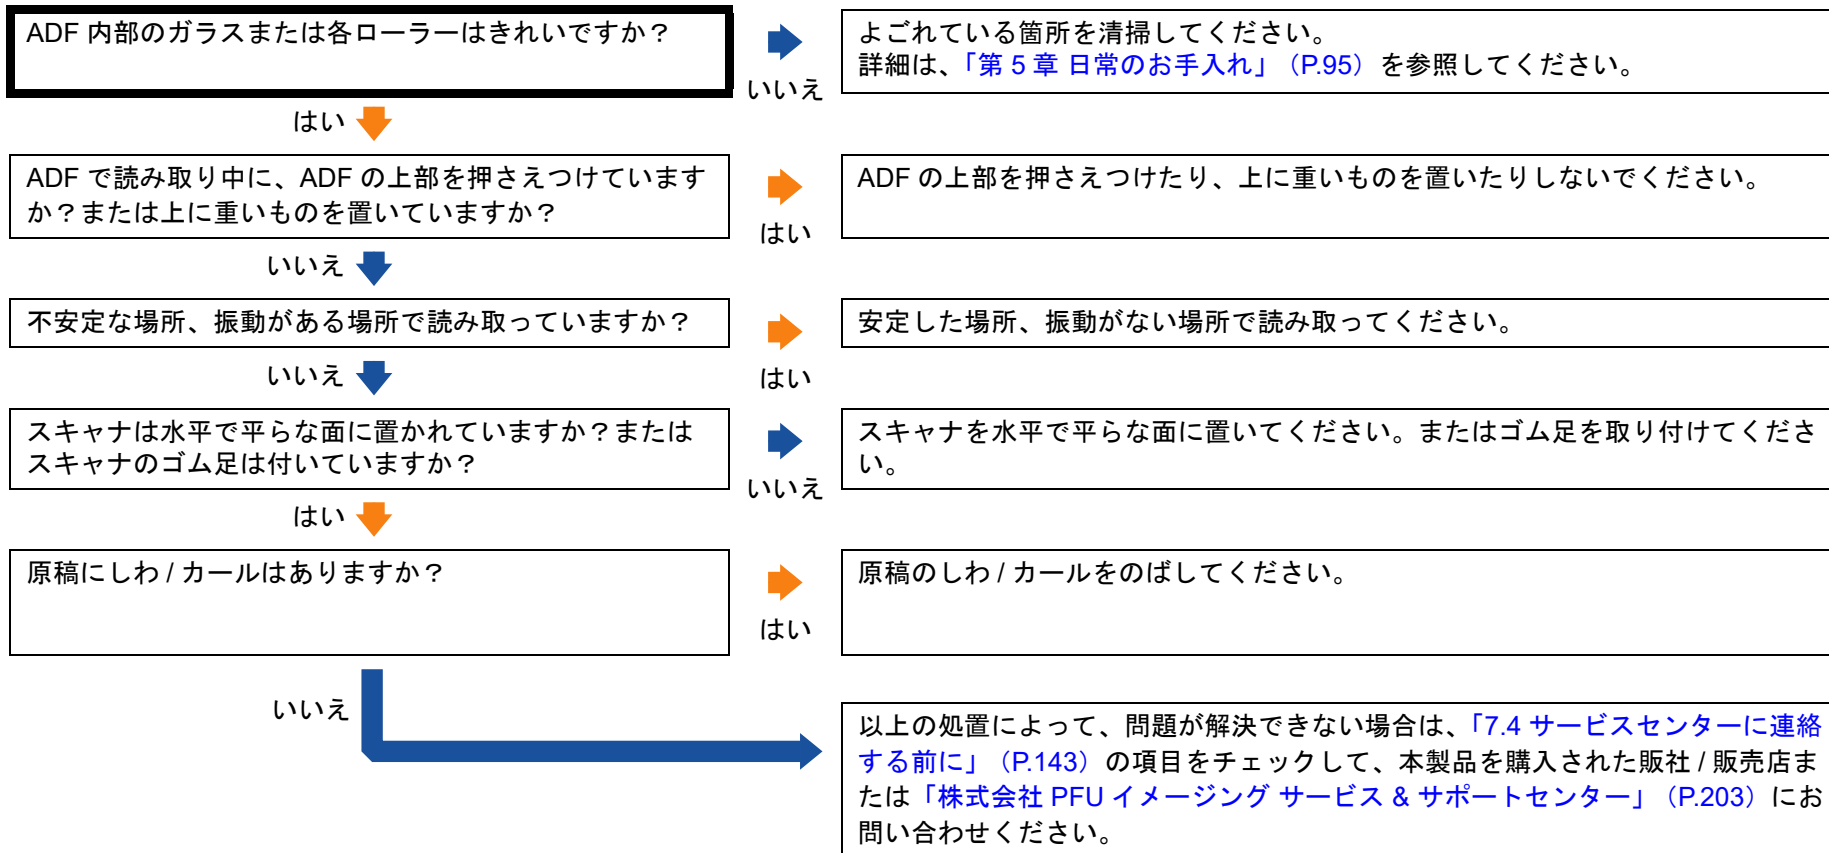 ADF 内部のガラスまたは各ローラーはきれいですか？
いいえ
よごれている箇所を清掃してください。
詳細は、「第 5 章 日常のお手入れ」（P.95）を参照してください。
はい
ADF で読み取り中に、ADF の上部を押さえつけています
か？または上に重いものを置いていますか？
はい
ADF の上部を押さえつけたり、上に重いものを置いたりしないでください。
いいえ
不安定な場所、振動がある場所で読み取っていますか？
はい
安定した場所、振動がない場所で読み取ってください。
いいえ
スキャナは水平で平らな面に置かれていますか？または
スキャナのゴム足は付いていますか？
いいえ
スキャナを水平で平らな面に置いてください。またはゴム足を取り付けてくださ
い。
はい
原稿にしわ / カールはありますか？
はい
原稿のしわ / カールをのばしてください。
いいえ
以上の処置によって、問題が解決できない場合は、「7.4 サービスセンターに連絡
する前に」（P.143）の項目をチェックして、本製品を購入された販社 / 販売店ま
たは「株式会社 PFU イメージング サービス & サポートセンター」（P.203）にお
問い合わせください。